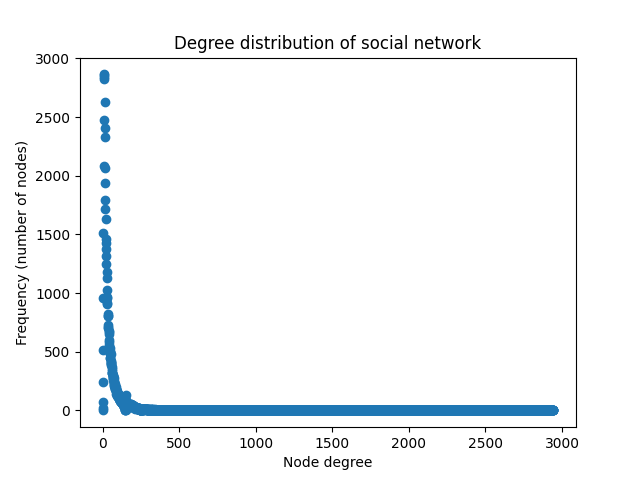 Degree distribution of social network
3000
2500
2000
1500
1000
500
0
Frequency (number of nodes)
0 500 1000 1500 2000 2500 3000
Node degree